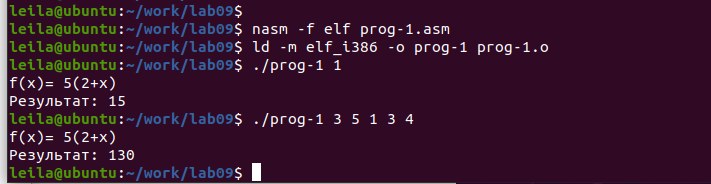 leila@ubuntu:~/work/lab09$
leila@ubuntu:~/work/lab09$ nasm -f elf prog-1.asm
leila@ubuntu:~/work/lab09$ ld -m elf_i386 -o prog-1 prog-1.o
leila@ubuntu:~/work/lab09$ ./prog-1 1
f(x)= 5(2+x)
Результат: 15
leila@ubuntu:~/work/lab09$ ./prog-1 3 5 1 3 4
f(x)= 5(2+x)
Результат: 130
leila@ubuntu:~/work/lab09$